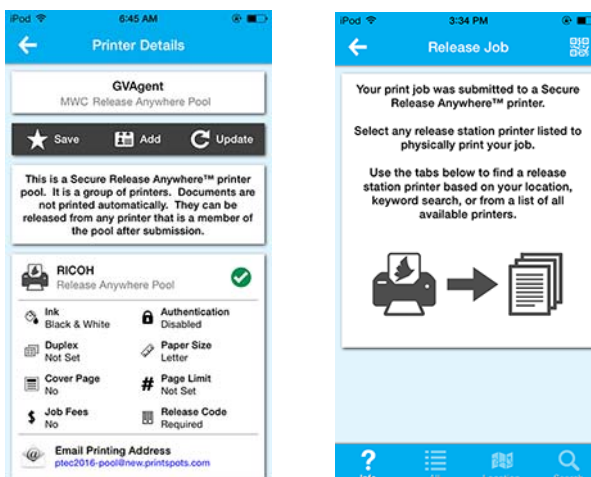 iPod 6:45 AM
Printer Details
GVAgent
MWC Release Anywhere Pool
Save Add Update
This is a Secure Release Anywhere™ printer
pool. It is a group of printers. Documents are
not printed automatically. They can be
released from any printer that is a member of
the pool after submission.
RICOH
Release Anywhere Pool
Ink
Black & White
Authentication
Disabled
Duplex
Not Set
Paper Size
Letter
Cover Page
No
Page Limit
Not Set
Job Fees
No
Release Code
Required
Email Printing Address
ptec2016-pool@new.printspots.com
iPod 3:34 PM
Release Job
Your print job was submitted to a Secure
Release Anywhere™ printer.
Select any release station printer listed to
physically print your job.
Use the tabs below to find a release
station printer based on your location,
keyword search, or from a list of all
available printers.